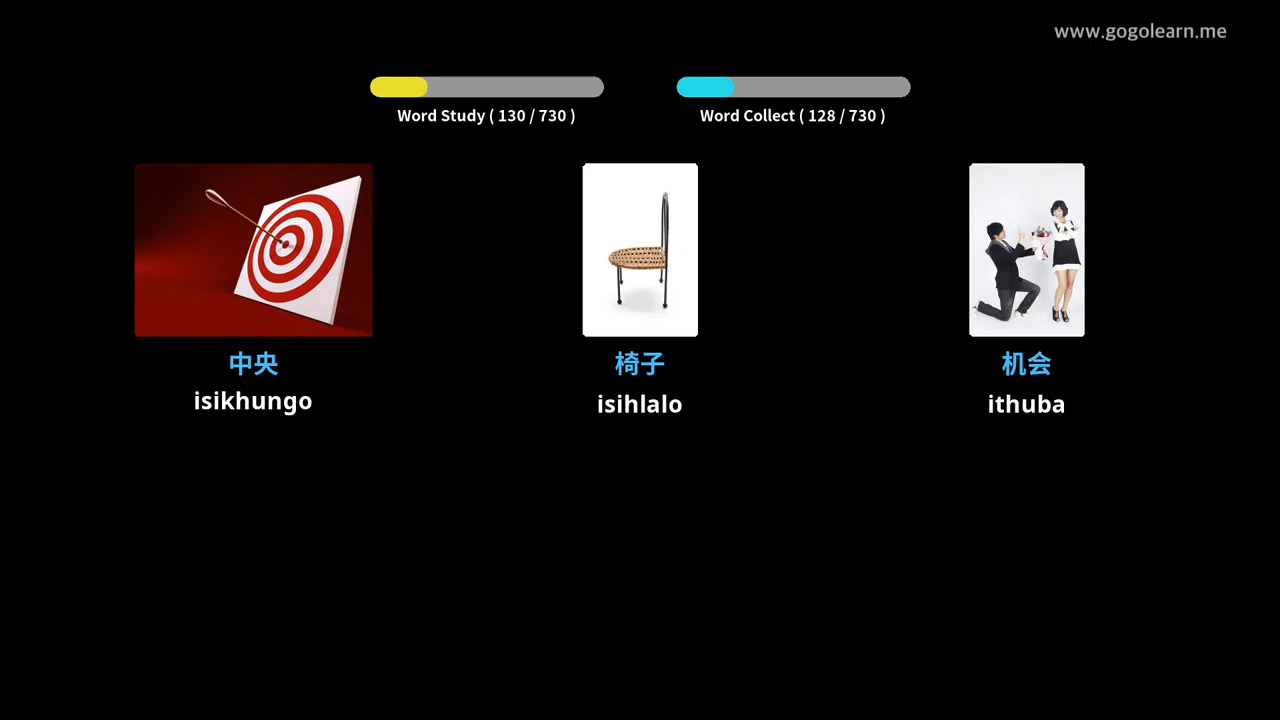 www.gogolearn.me
Word Study ( 130 / 730 )
Word Collect ( 128 / 730 )
中央
isikhungo
椅子
isihlalo
机会
ithuba